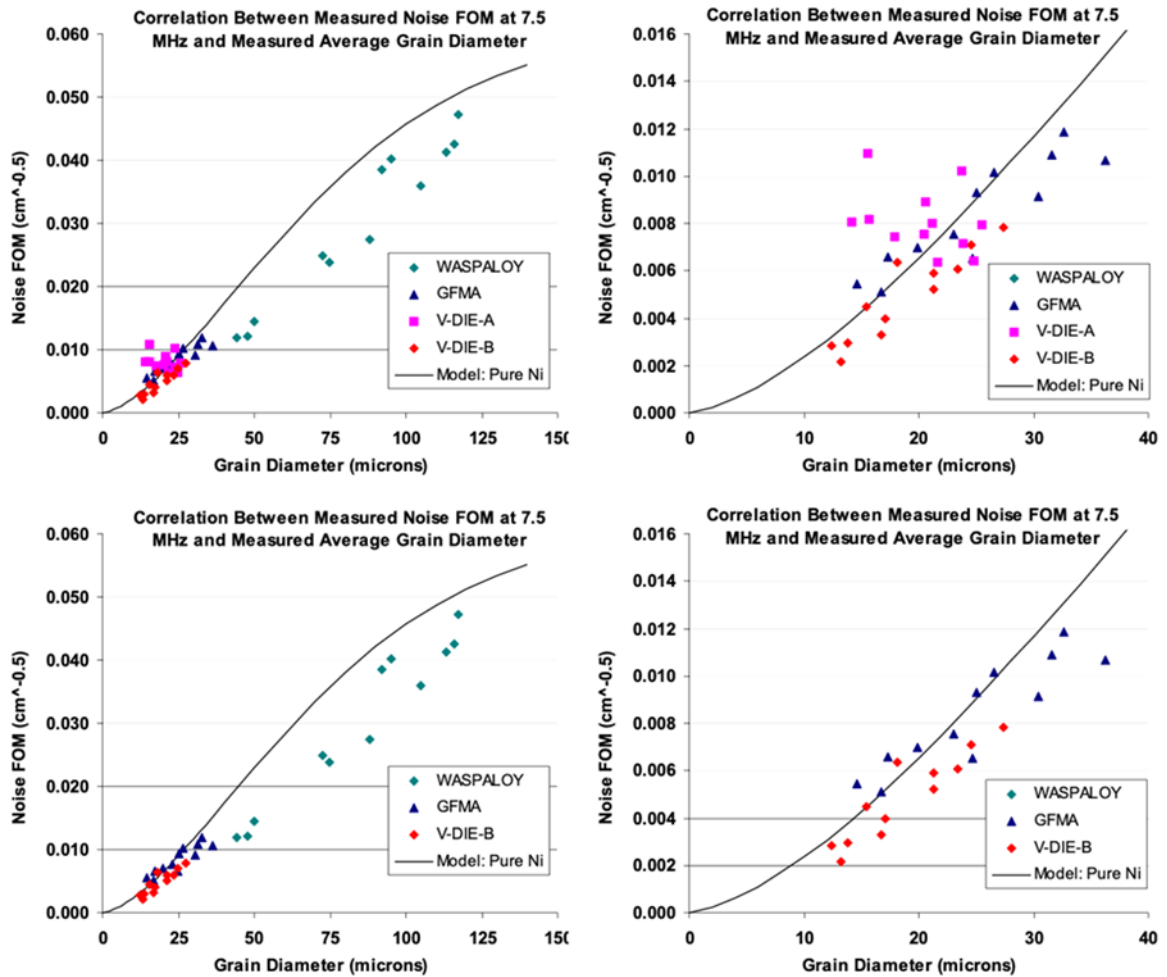 Correlation Between Measured Noise FOM at 7.5
MHz and Measured Average Grain Diameter
0.060
0.050
0.040
0.030
0.020
0.010
0.000
Noise FOM (cm^-0.5)
WASPALOY
GFMA
V-DIE-A
V-DIE-B
Model: Pure Ni
0 25 50 75 100 125 15(
Grain Diameter (microns)
Correlation Between Measured Noise FOM at 7.5
MHz and Measured Average Grain Diameter
0.016
0.014
0.012
0.010
0.008
0.006
0.004
0.002
0.000
Noise FOM (cm^-0.5)
WASPALOY
GFMA
V-DIE-A
V-DIE-B
Model: Pure Ni
0 10 20 30 40
Grain Diameter (microns)
Correlation Between Measured Noise FOM at 7.5
MHz and Measured Average Grain Diameter
0.060
0.050
0.040
0.030
0.020
0.010
0.000
Noise FOM (cm^-0.5)
WASPALOY
GFMA
V-DIE-B
Model: Pure Ni
0 25 50 75 100 125 15(
Grain Diameter (microns)
Correlation Between Measured Noise FOM at 7.5
MHz and Measured Average Grain Diameter
0.016
0.014
0.012
0.010
0.008
0.006
0.004
0.002
0.000
Noise FOM (cm^-0.5)
WASPALOY
GFMA
V-DIE-B
Model: Pure Ni
0 10 20 30 40
Grain Diameter (microns)